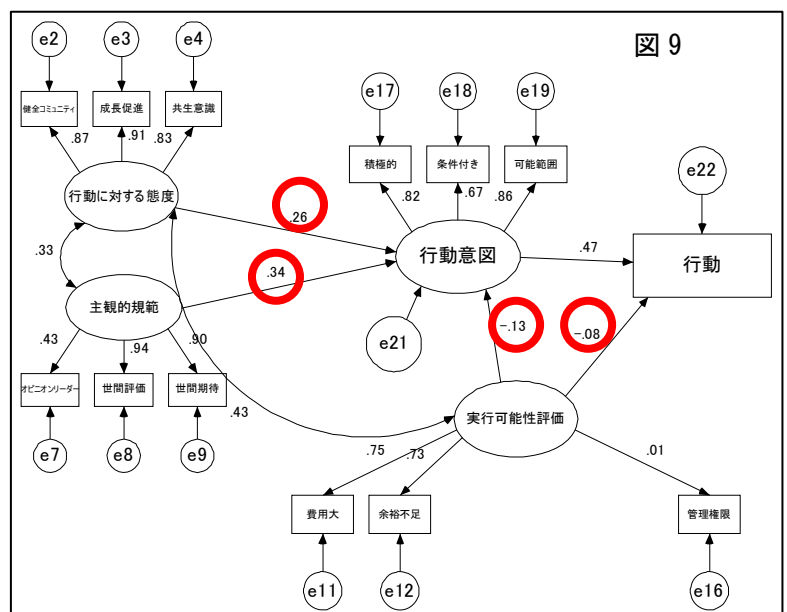 図 9
e2
e3
e4
健全コミュニティ
成長促進
共生意識
.87
.91
.83
行動に対する態度
e17
e18
e19
積極的
条件付き
可能範囲
.82
.67
.86
e22
.26
行動意図
.47
行動
.33
.34
主観的規範
e21
-.13
-.08
.43
.94
.90
オピニオンリーダー
世間評価
世間期待
.43
実行可能性評価
e7
e8
e9
.75
.73
.01
費用大
余裕不足
管理権限
e11
e12
e16